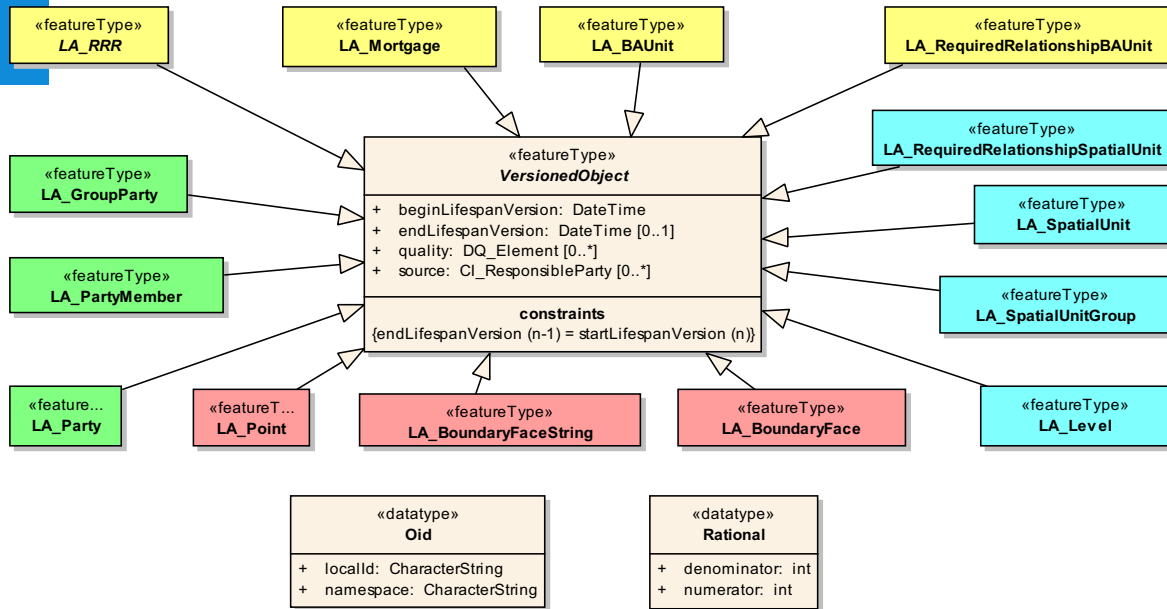 «featureType»
LA_RRR
«featureType»
LA_Mortgage
«featureType»
LA_BAUnit
«featureType»
LA_RequiredRelationshipBAUnit
«featureType»
VersionedObject
+ beginLifespanVersion: DateTime
+ endLifespanVersion: DateTime [0..1]
+ quality: DQ_Element [0..*]
+ source: CI_ResponsibleParty [0..*]
constraints
{endLifespanVersion (n-1) = startLifespanVersion (n)}
«featureType»
LA_GroupParty
«featureType»
LA_PartyMember
«feature...
LA_Party
«featureT...
LA_Point
«featureType»
LA_BoundaryFaceString
«featureType»
LA_BoundaryFace
«featureType»
LA_RequiredRelationshipSpatialUnit
«featureType»
LA_SpatialUnit
«featureType»
LA_SpatialUnitGroup
«featureType»
LA_Level
«datatype»
Oid
+ localId: CharacterString
+ namespace: CharacterString
«datatype»
Rational
+ denominator: int
+ numerator: int